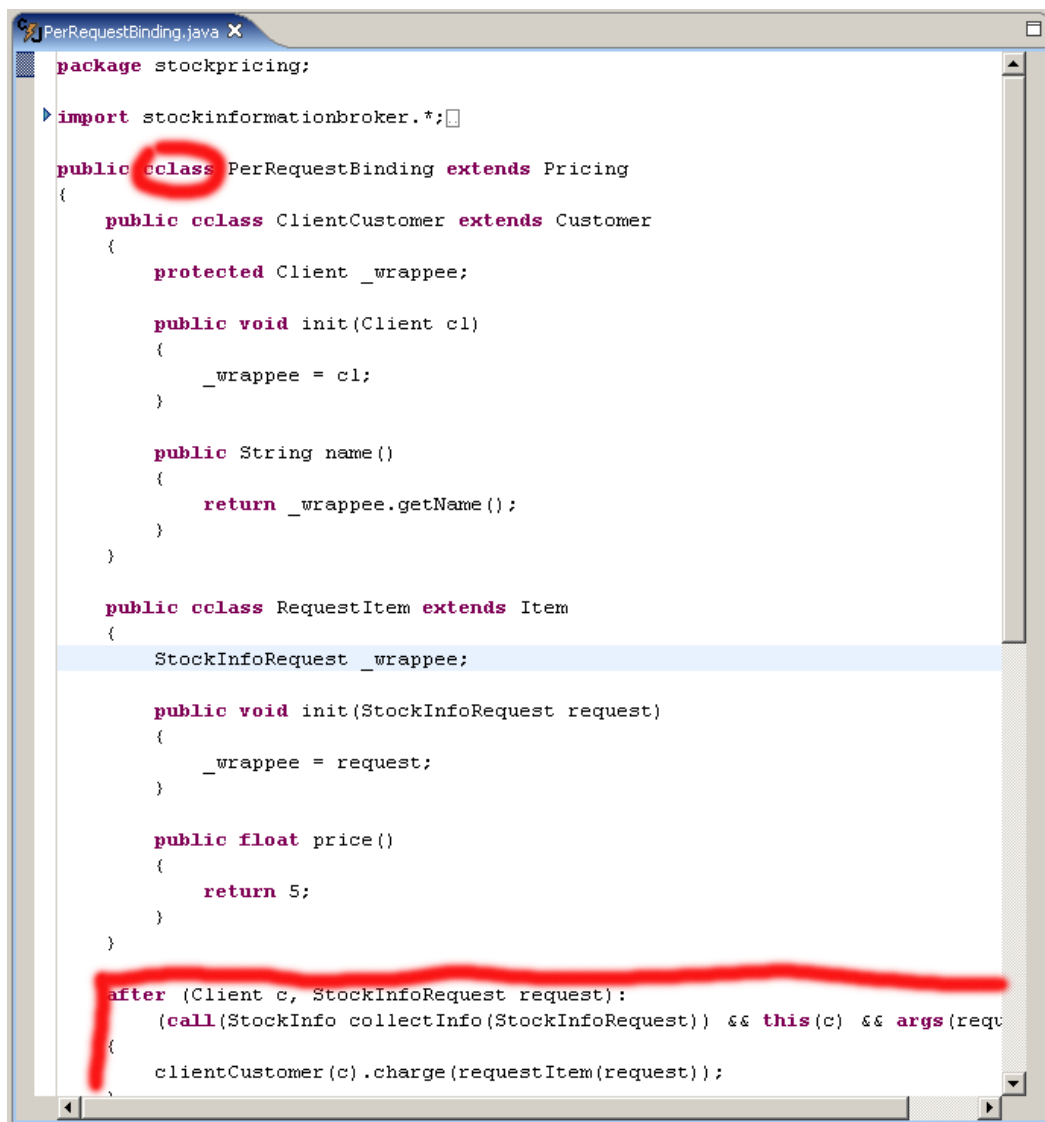 PerRequestBinding.java
package stockpricing;
import stockinformationbroker.*;
public cclass PerRequestBinding extends Pricing
{
public cclass ClientCustomer extends Customer
{
protected Client _wrappee;
public void init(Client cl)
{
_wrappee = cl;
}
public String name()
{
return _wrappee.getName();
}
}
public cclass RequestItem extends Item
{
StockInfoRequest _wrappee;
public void init(StockInfoRequest request)
{
_wrappee = request;
}
public float price()
{
return 5;
}
}
after (Client c, StockInfoRequest request):
(call(StockInfo collectInfo(StockInfoRequest)) && this(c) && args(requ
{
clientCustomer(c).charge(requestItem(request));